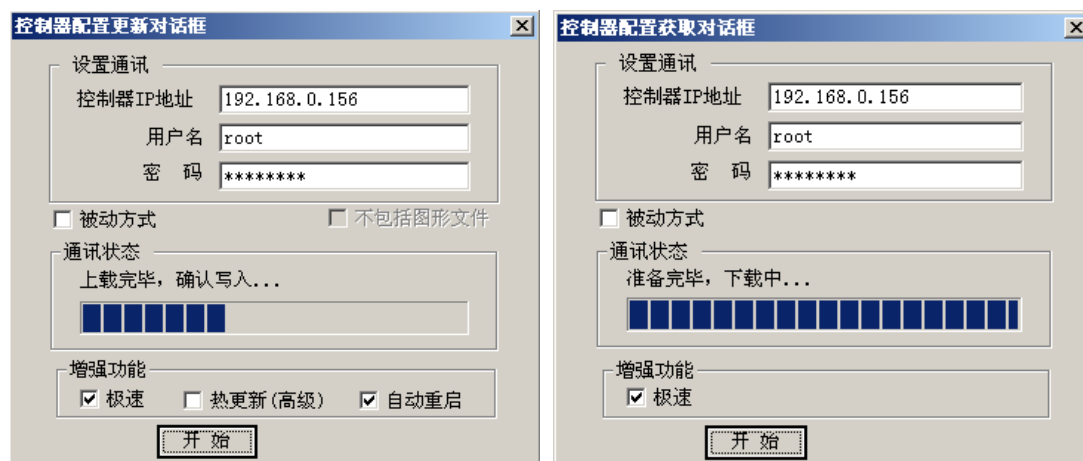 控制器配置更新对话框
设置通讯
控制器IP地址 192.168.0.156
用户名 root
密 码 ********
被动方式 不包括图形文件
通讯状态
上载完毕，确认写入...
增强功能
极速 热更新(高级) 自动重启
开 始
控制器配置获取对话框
设置通讯
控制器IP地址 192.168.0.156
用户名 root
密 码 ********
被动方式
通讯状态
准备完毕，下载中...
增强功能
极速
开 始